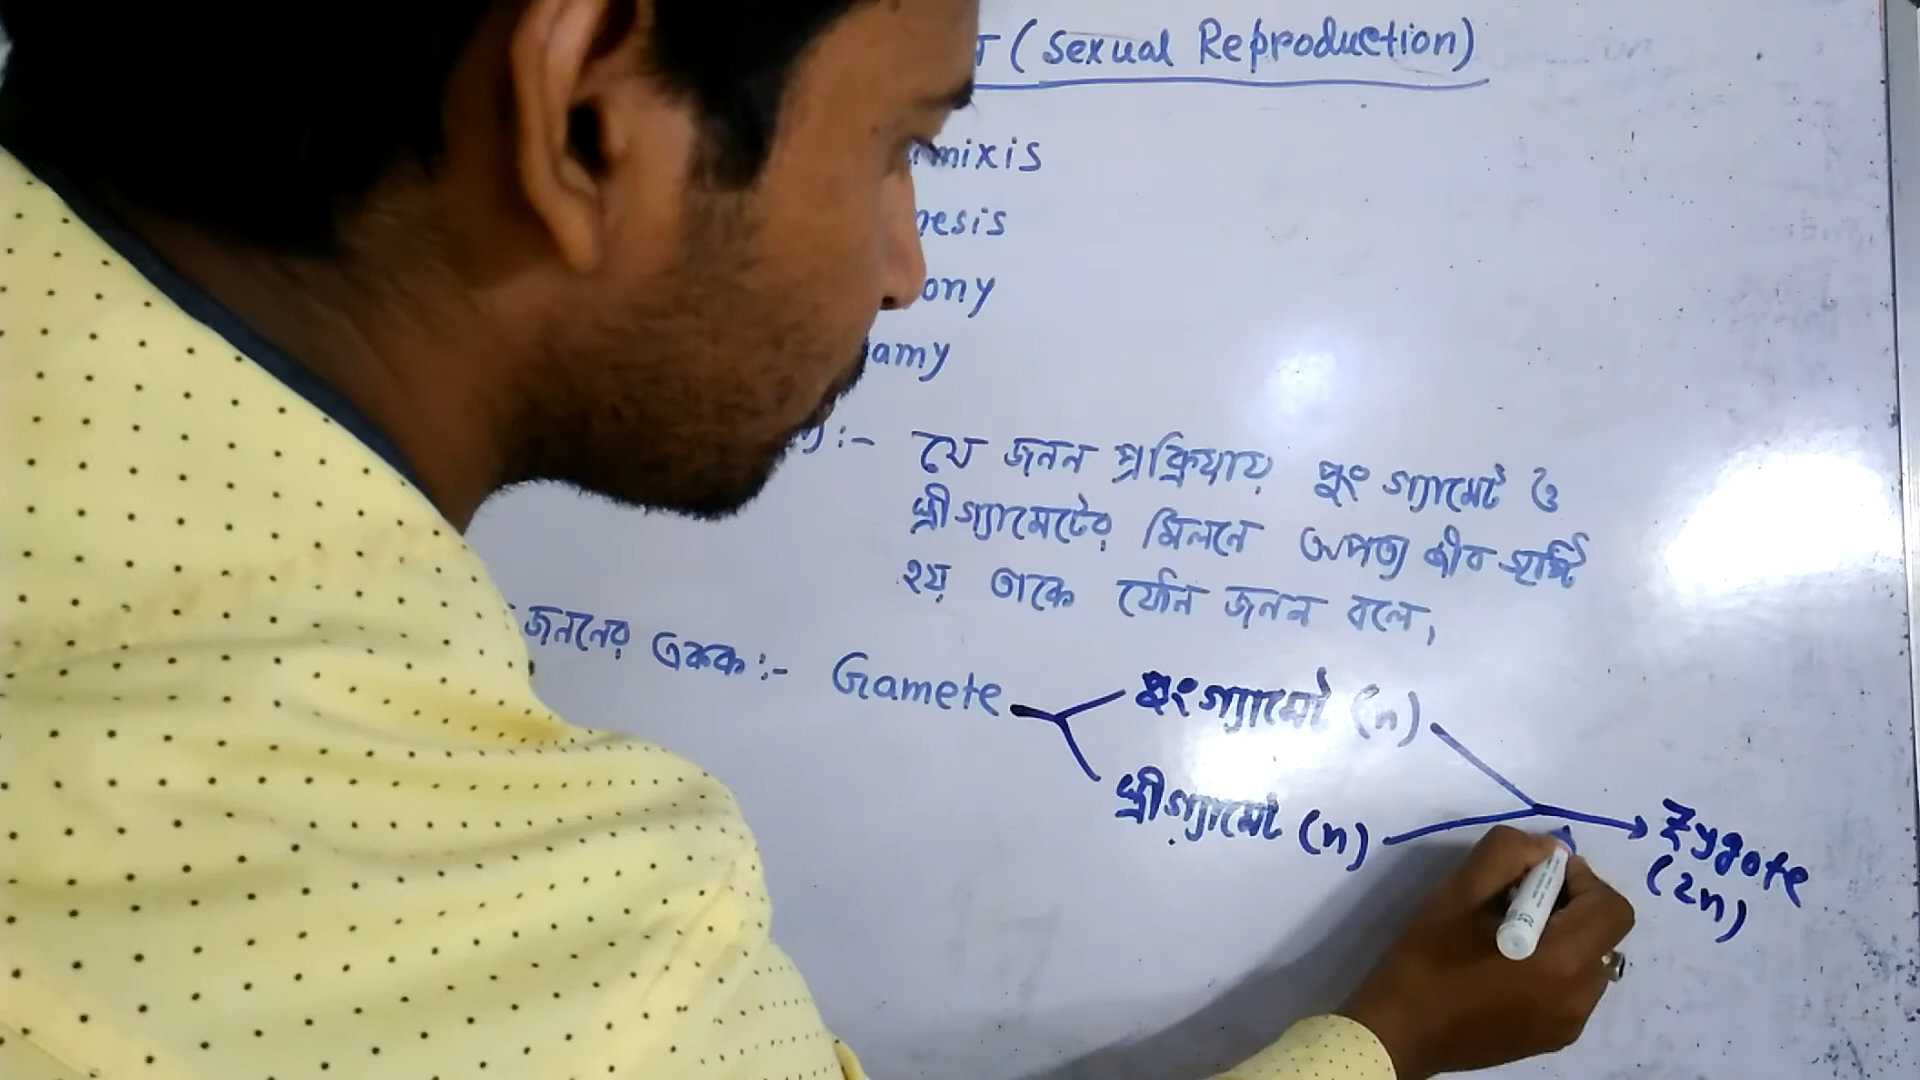 (Sexual Reproduction)
mixis
nesis
ony
amy
:- যে জনন প্রক্রিয়ায় পুং গ্যামেট ও
স্ত্রীগ্যামেটের মিলনে অপত্য জীব সৃষ্টি
হয় তাকে যৌন জনন বলে,
জননের একক:- Gamete
পুং গ্যামেট (n)
স্ত্রীগ্যামেট (n)
Zygote
(2n)